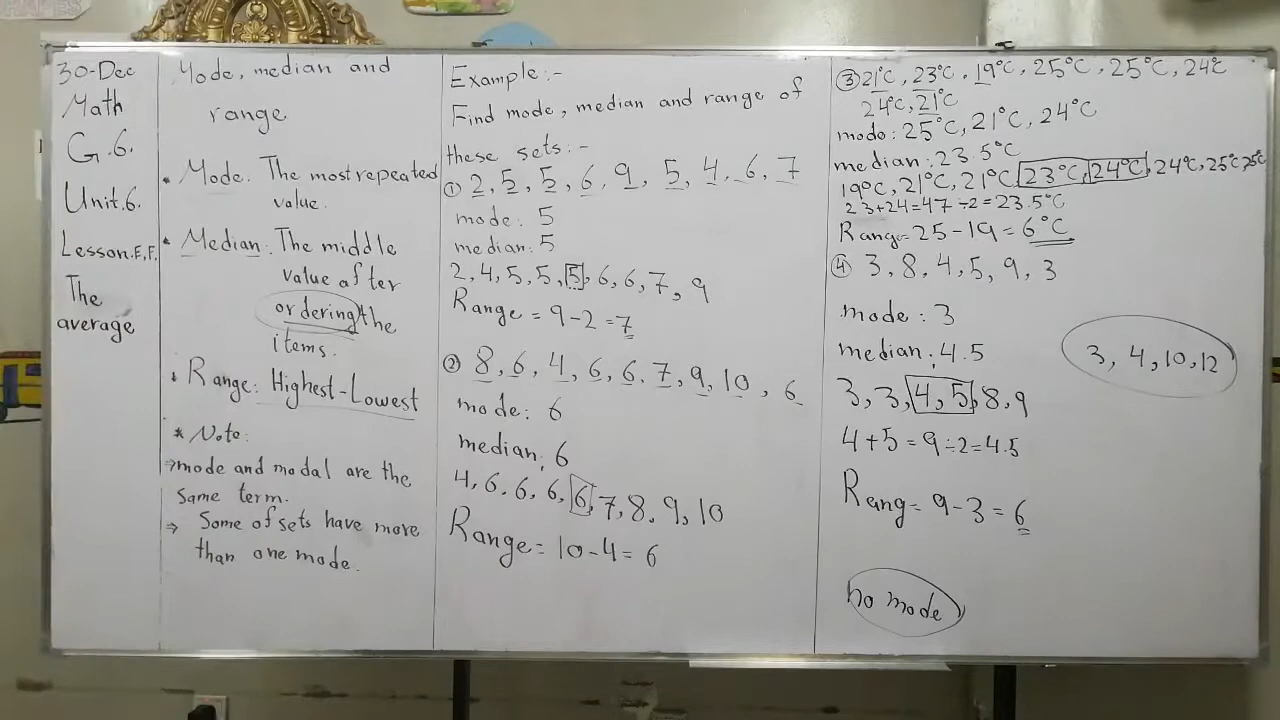 30-Dec
Math
G.6.
Unit.6.
Lesson.E,F.
The
average
Mode, median and
range
• Mode: The most repeated
value.
• Median: The middle
value after
ordering the
items.
• Range: Highest-Lowest
* Note:
⇒mode and modal are the
same term.
⇒ Some of sets have more
than one mode.
Example:-
Find mode, median and range of
these sets:-
① 2, 5, 5, 6, 9, 5, 4, 6, 7
mode: 5
median: 5
2, 4, 5, 5, 5, 6, 6, 7, 9
Range = 9-2 = 7
② 8, 6, 4, 6, 6, 7, 9, 10, 6
mode: 6
median: 6
4, 6, 6, 6, 6, 7, 8, 9, 10
Range = 10-4 = 6
③ 21°C, 23°C, 19°C, 25°C, 25°C, 24°C
24°C, 21°C
mode: 25°C, 21°C, 24°C
median: 23.5°C
19°C, 21°C, 21°C, 23°C, 24°C, 24°C, 25°C, 25°C
23+24=47÷2=23.5°C
Range=25-19=6°C
④ 3, 8, 4, 5, 9, 3
mode: 3
median: 4.5
3, 3, 4, 5, 8, 9
4+5=9÷2=4.5
Rang=9-3=6
3, 4, 10, 12
no mode